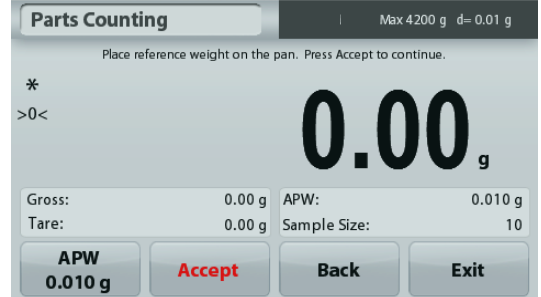 Parts Counting
Max 4200 g d= 0.01 g
Place reference weight on the pan. Press Accept to continue.
*
>0<
0.00 g
Gross: 0.00 g APW: 0.010 g
Tare: 0.00 g Sample Size: 10
APW Accept Back Exit
0.010 g